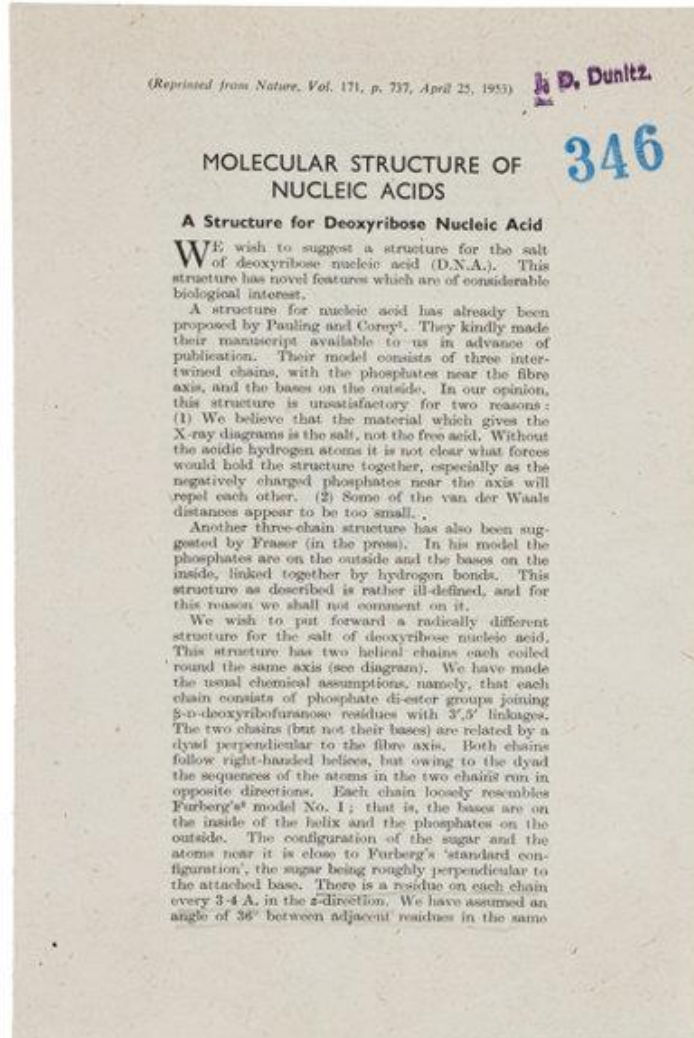 (Reprinted from Nature, Vol. 171, p. 737, April 25, 1953)
J. D. Dunitz.
346
MOLECULAR STRUCTURE OF
NUCLEIC ACIDS
A Structure for Deoxyribose Nucleic Acid
WE wish to suggest a structure for the salt
of deoxyribose nucleic acid (D.N.A.). This
structure has novel features which are of considerable
biological interest.
A structure for nucleic acid has already been
proposed by Pauling and Corey¹. They kindly made
their manuscript available to us in advance of
publication. Their model consists of three inter-
twined chains, with the phosphates near the fibre
axis, and the bases on the outside. In our opinion,
this structure is unsatisfactory for two reasons :
(1) We believe that the material which gives the
X-ray diagrams is the salt, not the free acid. Without
the acidic hydrogen atoms it is not clear what forces
would hold the structure together, especially as the
negatively charged phosphates near the axis will
repel each other. (2) Some of the van der Waals
distances appear to be too small.
Another three-chain structure has also been sug-
gested by Fraser (in the press). In his model the
phosphates are on the outside and the bases on the
inside, linked together by hydrogen bonds. This
structure as described is rather ill-defined, and for
this reason we shall not comment on it.
We wish to put forward a radically different
structure for the salt of deoxyribose nucleic acid.
This structure has two helical chains each coiled
round the same axis (see diagram). We have made
the usual chemical assumptions, namely, that each
chain consists of phosphate di-ester groups joining
β-D-deoxyribofuranose residues with 3′,5′ linkages.
The two chains (but not their bases) are related by a
dyad perpendicular to the fibre axis. Both chains
follow right-handed helices, but owing to the dyad
the sequences of the atoms in the two chains run in
opposite directions. Each chain loosely resembles
Furberg's² model No. 1 ; that is, the bases are on
the inside of the helix and the phosphates on the
outside. The configuration of the sugar and the
atoms near it is close to Furberg's 'standard con-
figuration', the sugar being roughly perpendicular to
the attached base. There is a residue on each chain
every 3·4 A. in the z-direction. We have assumed an
angle of 36° between adjacent residues in the same